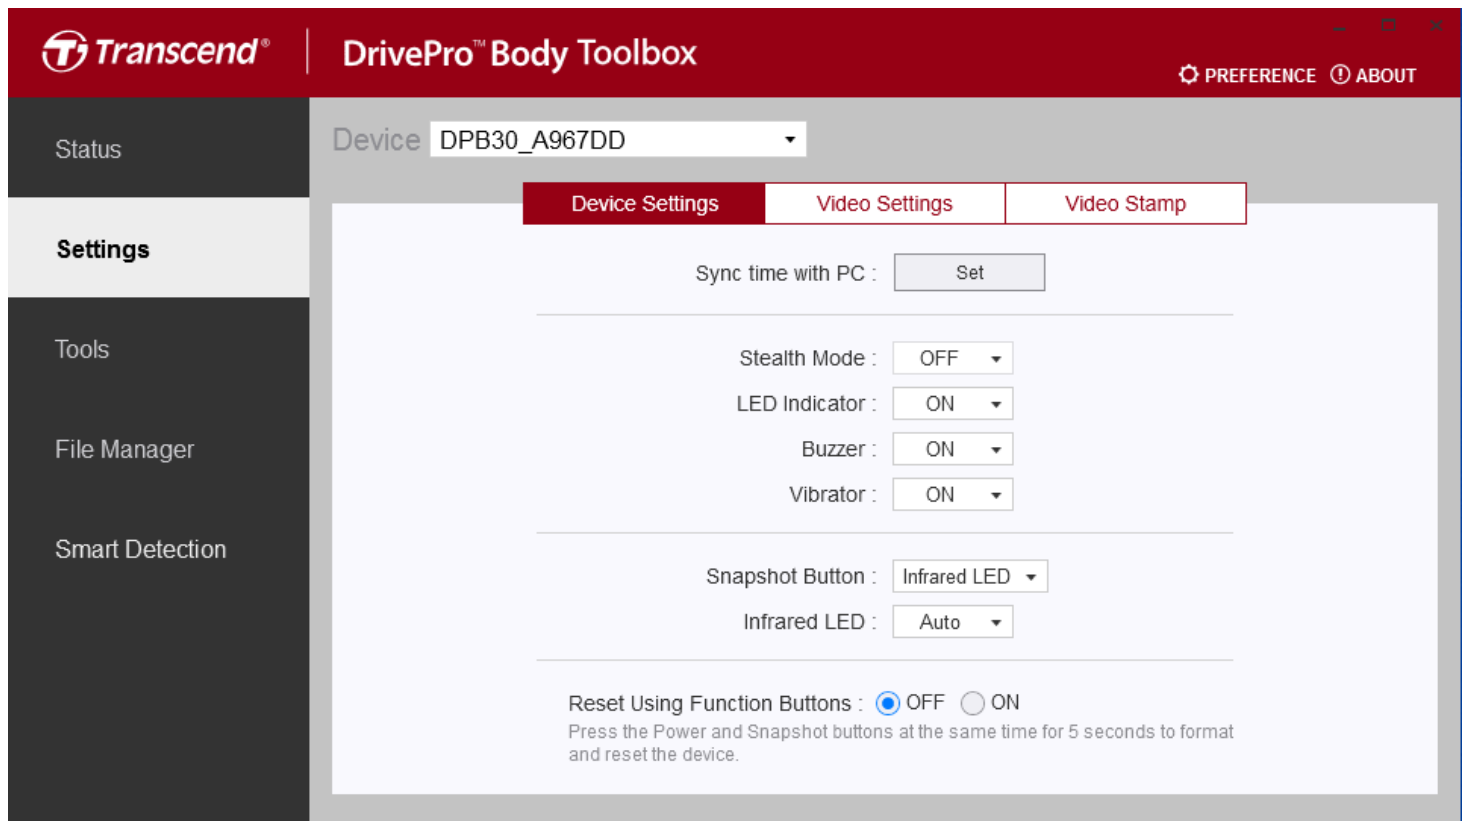 Transcend® DrivePro™ Body Toolbox
PREFERENCE ABOUT
Status
Settings
Tools
File Manager
Smart Detection
Device DPB30_A967DD
Device Settings Video Settings Video Stamp
Sync time with PC : Set
Stealth Mode : OFF
LED Indicator : ON
Buzzer : ON
Vibrator : ON
Snapshot Button : Infrared LED
Infrared LED : Auto
Reset Using Function Buttons : OFF ON
Press the Power and Snapshot buttons at the same time for 5 seconds to format
and reset the device.